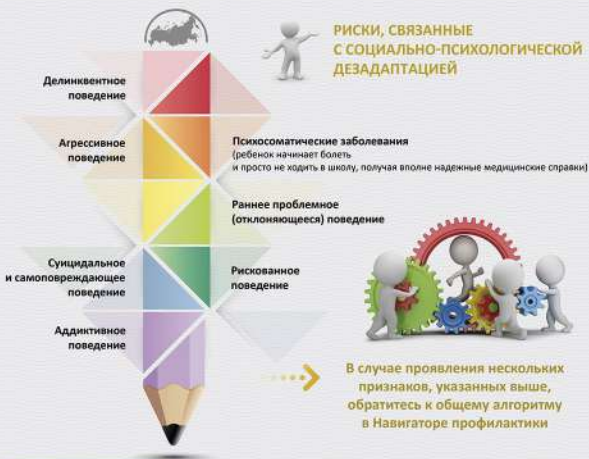 РИСКИ, СВЯЗАННЫЕ
С СОЦИАЛЬНО-ПСИХОЛОГИЧЕСКОЙ
ДЕЗАДАПТАЦИЕЙ
Делинквентное
поведение
Агрессивное
поведение
Психосоматические заболевания
(ребенок начинает болеть
и просто не ходить в школу, получая вполне надежные медицинские справки)
Раннее проблемное
(отклоняющееся) поведение
Суицидальное
и самоповреждающее
поведение
Рискованное
поведение
Аддиктивное
поведение
В случае проявления нескольких
признаков, указанных выше,
обратитесь к общему алгоритму
в Навигаторе профилактики